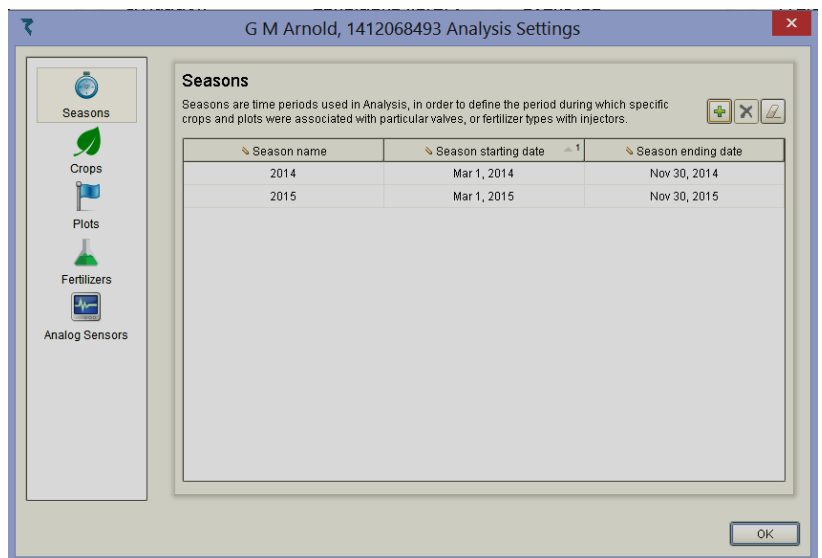 G M Arnold, 1412068493 Analysis Settings
Seasons
Crops
Plots
Fertilizers
Analog Sensors
Seasons
Seasons are time periods used in Analysis, in order to define the period during which specific
crops and plots were associated with particular valves, or fertilizer types with injectors.
Season name Season starting date 1 Season ending date
2014 Mar 1, 2014 Nov 30, 2014
2015 Mar 1, 2015 Nov 30, 2015
OK